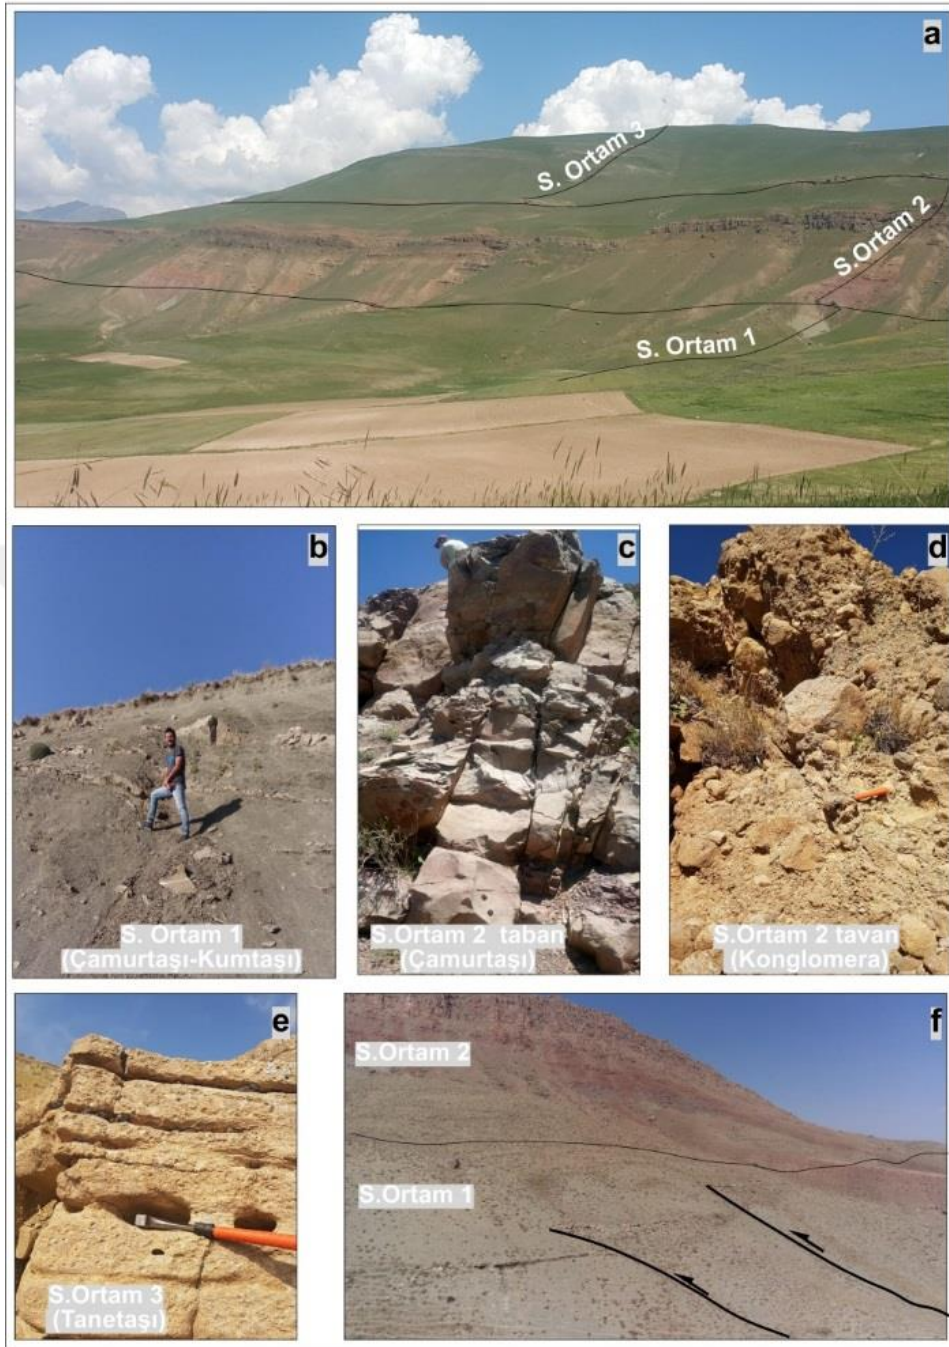 a
S. Ortam 3
S.Ortam 2
S. Ortam 1
b
S. Ortam 1
(Çamurtaşı-Kumtaşı)
c
S.Ortam 2 taban
(Çamurtaşı)
d
S.Ortam 2 tavan
(Konglomera)
e
S.Ortam 3
(Tanetaşı)
f
S.Ortam 2
S.Ortam 1